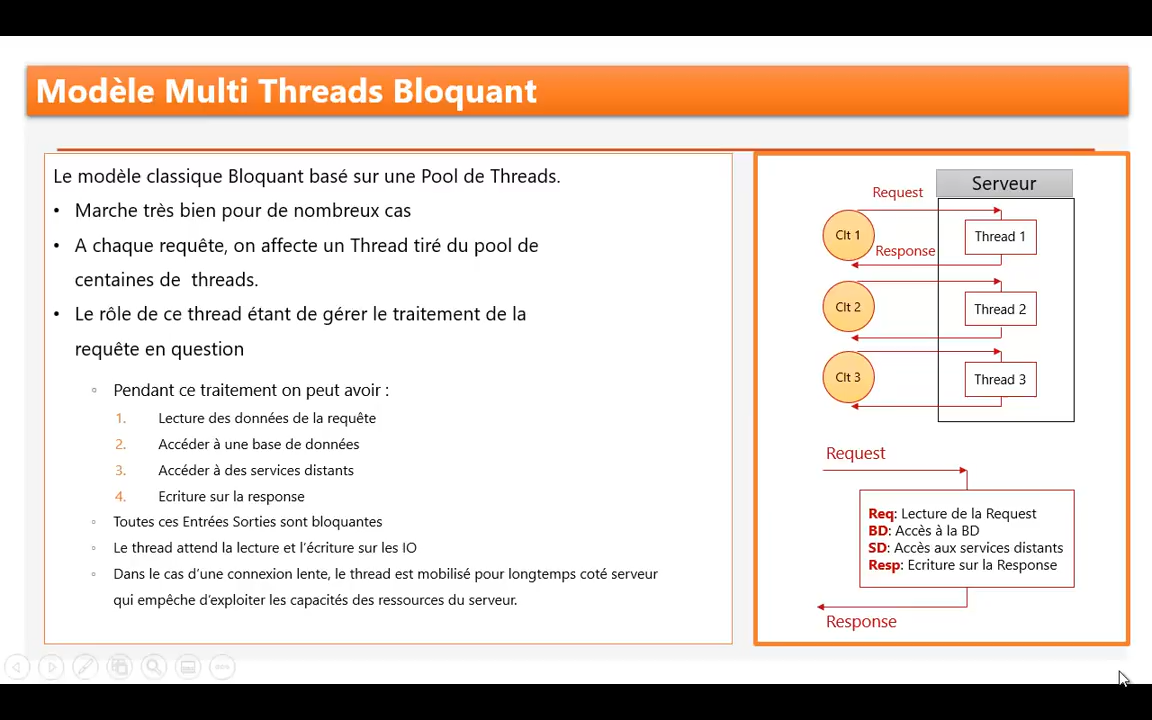 Modèle Multi Threads Bloquant
Le modèle classique Bloquant basé sur une Pool de Threads.
• Marche très bien pour de nombreux cas
• A chaque requête, on affecte un Thread tiré du pool de
centaines de threads.
• Le rôle de ce thread étant de gérer le traitement de la
requête en question
▫ Pendant ce traitement on peut avoir :
1. Lecture des données de la requête
2. Accéder à une base de données
3. Accéder à des services distants
4. Ecriture sur la response
▫ Toutes ces Entrées Sorties sont bloquantes
▫ Le thread attend la lecture et l’écriture sur les IO
▫ Dans le cas d’une connexion lente, le thread est mobilisé pour longtemps coté serveur
qui empêche d’exploiter les capacités des ressources du serveur.
Serveur
Request
Clt 1
Thread 1
Response
Clt 2
Thread 2
Clt 3
Thread 3
Request
Req: Lecture de la Request
BD: Accès à la BD
SD: Accès aux services distants
Resp: Ecriture sur la Response
Response